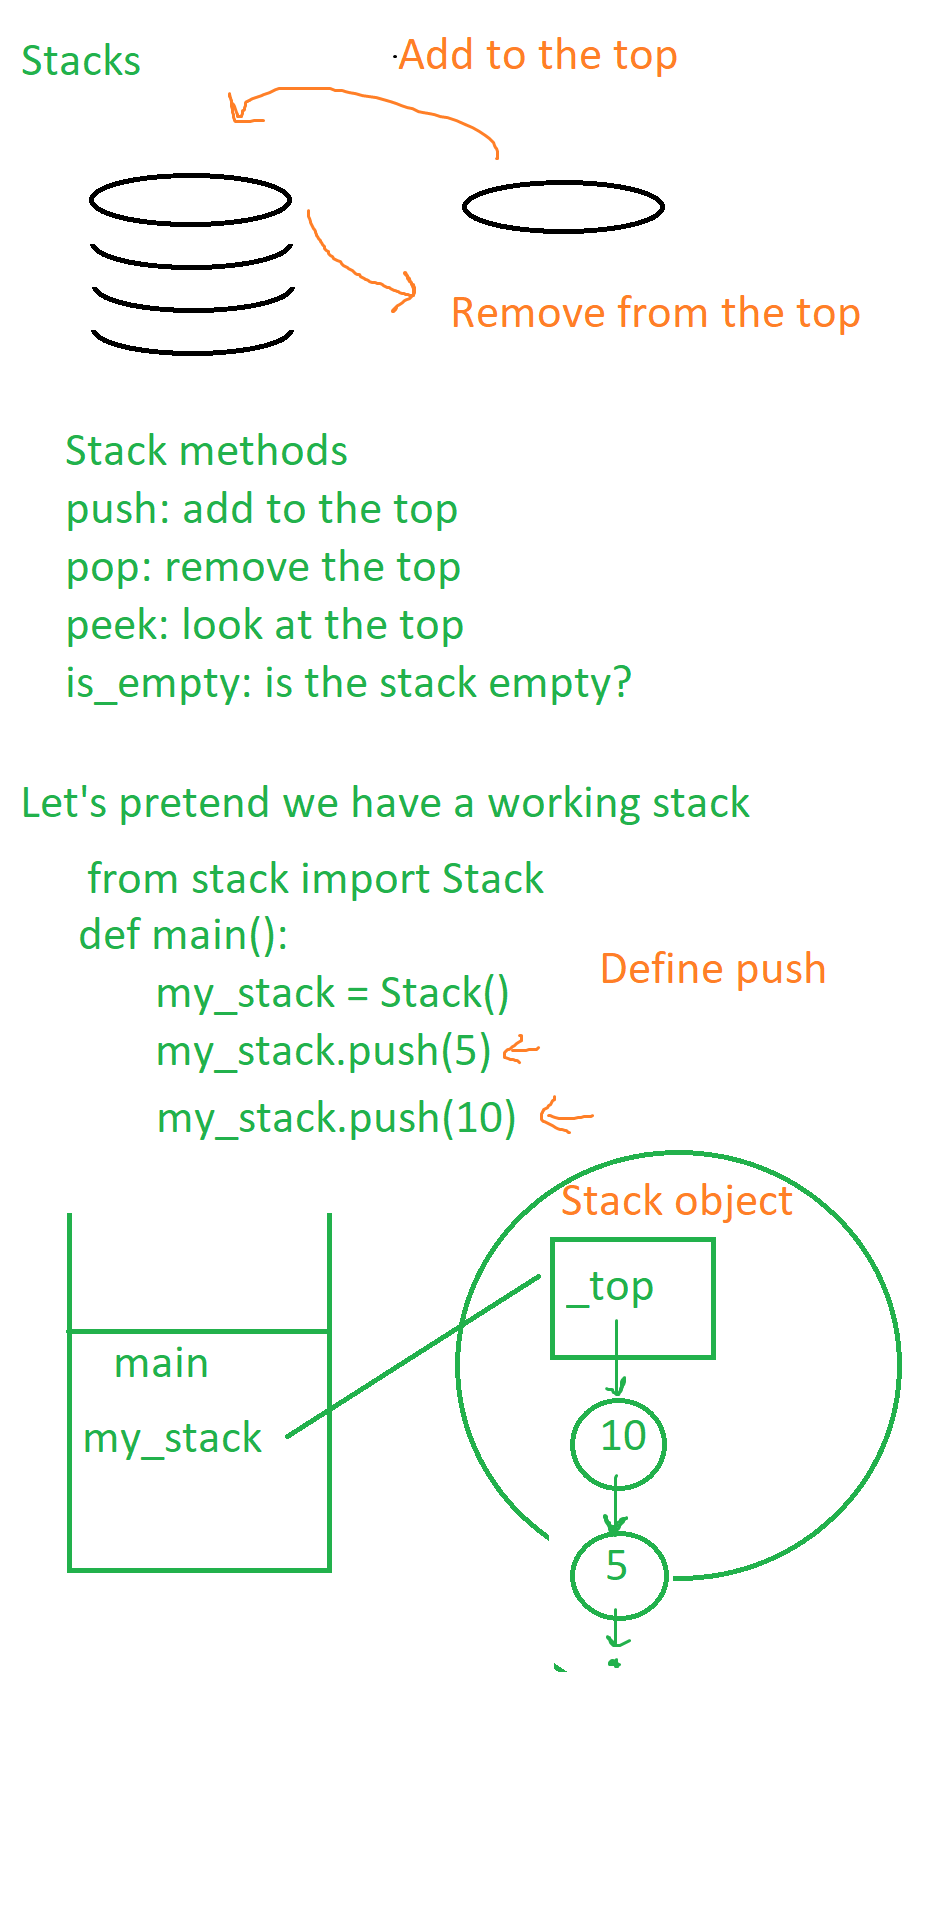 Stacks
Add to the top
Remove from the top
Stack methods
push: add to the top
pop: remove the top
peek: look at the top
is_empty: is the stack empty?
Let's pretend we have a working stack
from stack import Stack
def main():
my_stack = Stack()
Define push
my_stack.push(5)
my_stack.push(10)
Stack object
_top
main
my_stack
10
5